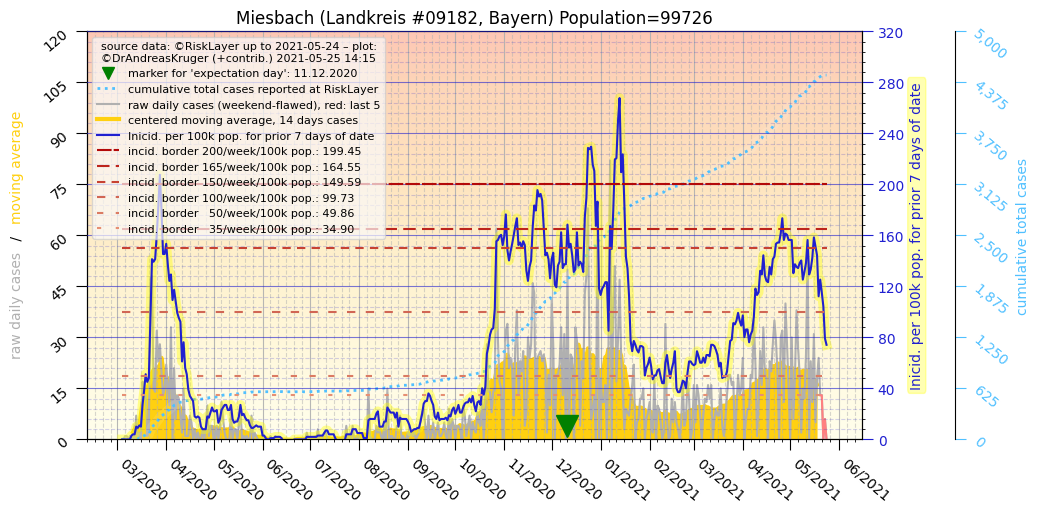 Miesbach (Landkreis #09182, Bayern) Population=99726
source data: ©RiskLayer up to 2021-05-24 – plot:
©DrAndreasKruger (+contrib.) 2021-05-25 14:15
marker for 'expectation day': 11.12.2020
cumulative total cases reported at RiskLayer
raw daily cases (weekend-flawed), red: last 5
centered moving average, 14 days cases
Inicid. per 100k pop. for prior 7 days of date
incid. border 200/week/100k pop.: 199.45
incid. border 165/week/100k pop.: 164.55
incid. border 150/week/100k pop.: 149.59
incid. border 100/week/100k pop.: 99.73
incid. border   50/week/100k pop.: 49.86
incid. border   35/week/100k pop.: 34.90
raw daily cases / moving average
120
105
90
75
60
45
30
15
0
03/2020
04/2020
05/2020
06/2020
07/2020
08/2020
09/2020
10/2020
11/2020
12/2020
01/2021
02/2021
03/2021
04/2021
05/2021
06/2021
320
280
240
200
160
120
80
40
0
Inicid. per 100k pop. for prior 7 days of date
5,000
4,375
3,750
3,125
2,500
1,875
1,250
625
0
cumulative total cases